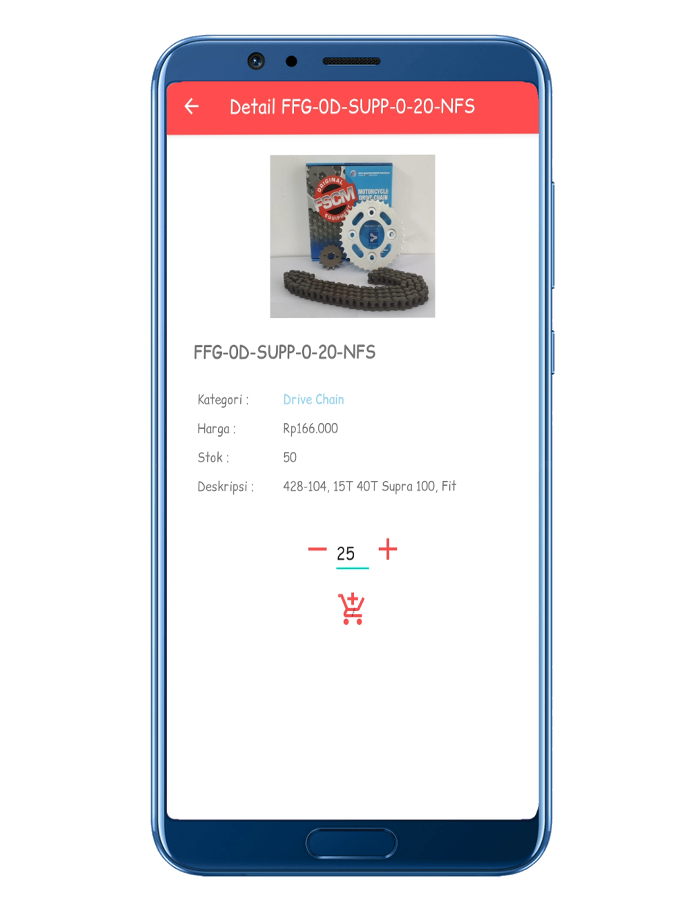 Detail FFG-0D-SUPP-0-20-NFS
ORIGINAL
FSCM
EQUIPMENT
MOTORCYCLE
DRIVE CHAIN
FFG-0D-SUPP-0-20-NFS
Kategori : Drive Chain
Harga : Rp166.000
Stok : 50
Deskripsi : 428-104, 15T 40T Supra 100, Fit
25